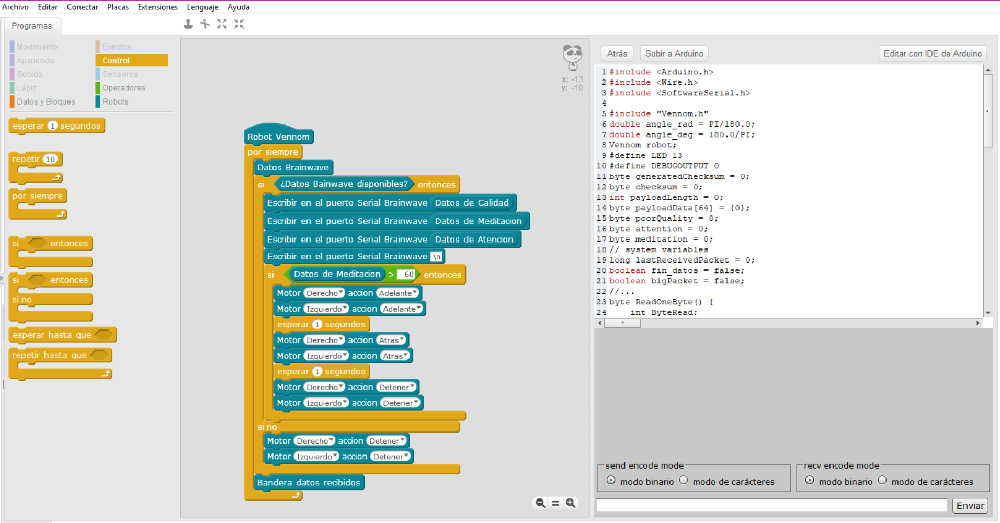 Archivo Editar Conectar Placas Extensiones Lenguaje Ayuda
Programas
Movimiento
Apariencia
Sonido
Lápiz
Datos y Bloques
Eventos
Control
Sensores
Operadores
Robots
esperar 1 segundos
repetir 10
por siempre
si entonces
si entonces
si no
esperar hasta que
repetir hasta que
x: -13
y: -10
Robot Vennom
por siempre
Datos Brainwave
si ¿Datos Bainwave disponibles? entonces
Escribir en el puerto Serial Brainwave Datos de Calidad
Escribir en el puerto Serial Brainwave Datos de Meditacion
Escribir en el puerto Serial Brainwave Datos de Atencion
Escribir en el puerto Serial Brainwave \n
si Datos de Meditacion > 60 entonces
Motor Derecho accion Adelante
Motor Izquierdo accion Adelante
esperar 1 segundos
Motor Derecho accion Atras
Motor Izquierdo accion Atras
esperar 1 segundos
Motor Derecho accion Detener
Motor Izquierdo accion Detener
si no
Motor Derecho accion Detener
Motor Izquierdo accion Detener
Bandera datos recibidos
Atrás Subir a Arduino Editar con IDE de Arduino
1 #include <Arduino.h>
2 #include <Wire.h>
3 #include <SoftwareSerial.h>
4
5 #include "Vennom.h"
6 double angle_rad = PI/180.0;
7 double angle_deg = 180.0/PI;
8 Vennom robot;
9 #define LED 13
10 #define DEBUGOUTPUT 0
11 byte generatedChecksum = 0;
12 byte checksum = 0;
13 int payloadLength = 0;
14 byte payloadData[64] = {0};
15 byte poorQuality = 0;
16 byte attention = 0;
17 byte meditation = 0;
18 // system variables
19 long lastReceivedPacket = 0;
20 boolean fin_datos = false;
21 boolean bigPacket = false;
22 //...
23 byte ReadOneByte() {
24 int ByteRead;
send encode mode
modo binario modo de carácteres
recv encode mode
modo binario modo de carácteres
Enviar